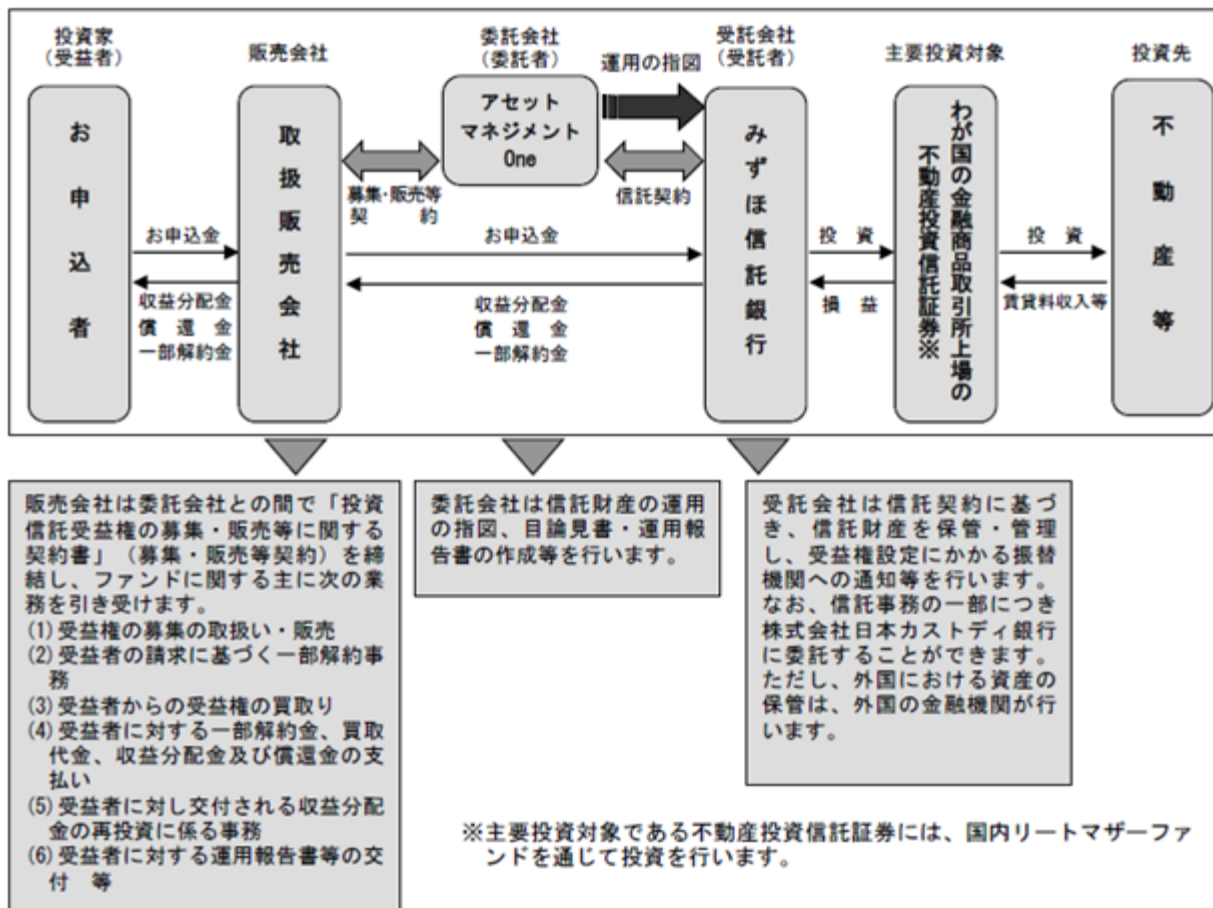 投資家
（受益者）
販売会社
委託会社
（委託者）
運用の指図
受託会社
（受託者）
主要投資対象
投資先
お申込者
取扱販売会社
アセット
マネジメント
One
みずほ信託銀行
わが国の金融商品取引所上場の
不動産投資信託証券※
不動産等
募集・販売等
契　　約
信託契約
お申込金
収益分配金
償　還　金
一部解約金
お申込金
収益分配金
償　還　金
一部解約金
投　資
損　益
投　資
賃貸料収入等
販売会社は委託会社との間で「投資
信託受益権の募集・販売等に関する
契約書」（募集・販売等契約）を締
結し、ファンドに関する主に次の業
務を引き受けます。
(1)受益権の募集の取扱い・販売
(2)受益者の請求に基づく一部解約事
務
(3)受益者からの受益権の買取り
(4)受益者に対する一部解約金、買取
代金、収益分配金及び償還金の支
払い
(5)受益者に対し交付される収益分配
金の再投資に係る事務
(6)受益者に対する運用報告書等の交
付　等
委託会社は信託財産の運用
の指図、目論見書・運用報
告書の作成等を行います。
受託会社は信託契約に基づ
き、信託財産を保管・管理
し、受益権設定にかかる振替
機関への通知等を行います。
なお、信託事務の一部につき
株式会社日本カストディ銀行
に委託することができます。
ただし、外国における資産の
保管は、外国の金融機関が行
います。
※主要投資対象である不動産投資信託証券には、国内リートマザーファ
ンドを通じて投資を行います。